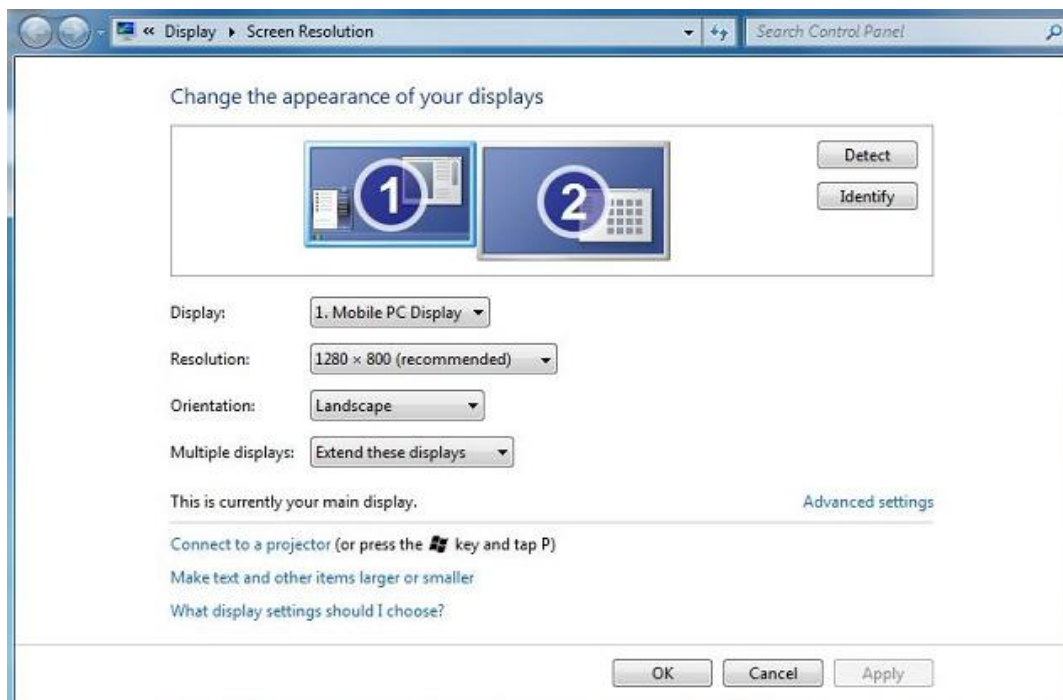 « Display ▸ Screen Resolution Search Control Panel
Change the appearance of your displays
1 2
Detect
Identify
Display: 1. Mobile PC Display
Resolution: 1280 × 800 (recommended)
Orientation: Landscape
Multiple displays: Extend these displays
This is currently your main display. Advanced settings
Connect to a projector (or press the key and tap P)
Make text and other items larger or smaller
What display settings should I choose?
OK Cancel Apply